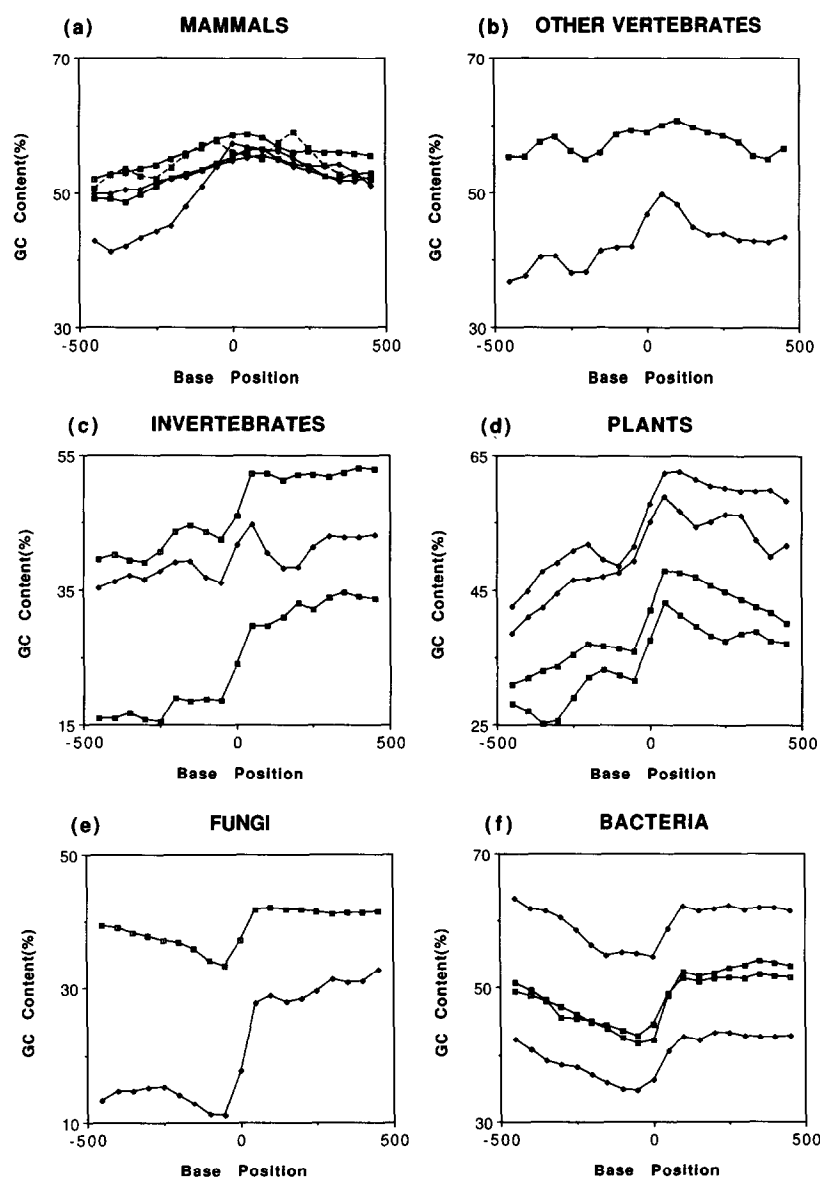 (a) MAMMALS
70
50
30
GC Content(%)
-500 0 500
Base Position
(b) OTHER VERTEBRATES
70
50
30
GC Content(%)
-500 0 500
Base Position
(c) INVERTEBRATES
55
35
15
GC Content(%)
-500 0 500
Base Position
(d) PLANTS
65
45
25
GC Content(%)
-500 0 500
Base Position
(e) FUNGI
50
30
10
GC Content(%)
-500 0 500
Base Position
(f) BACTERIA
70
50
30
GC Content(%)
-500 0 500
Base Position